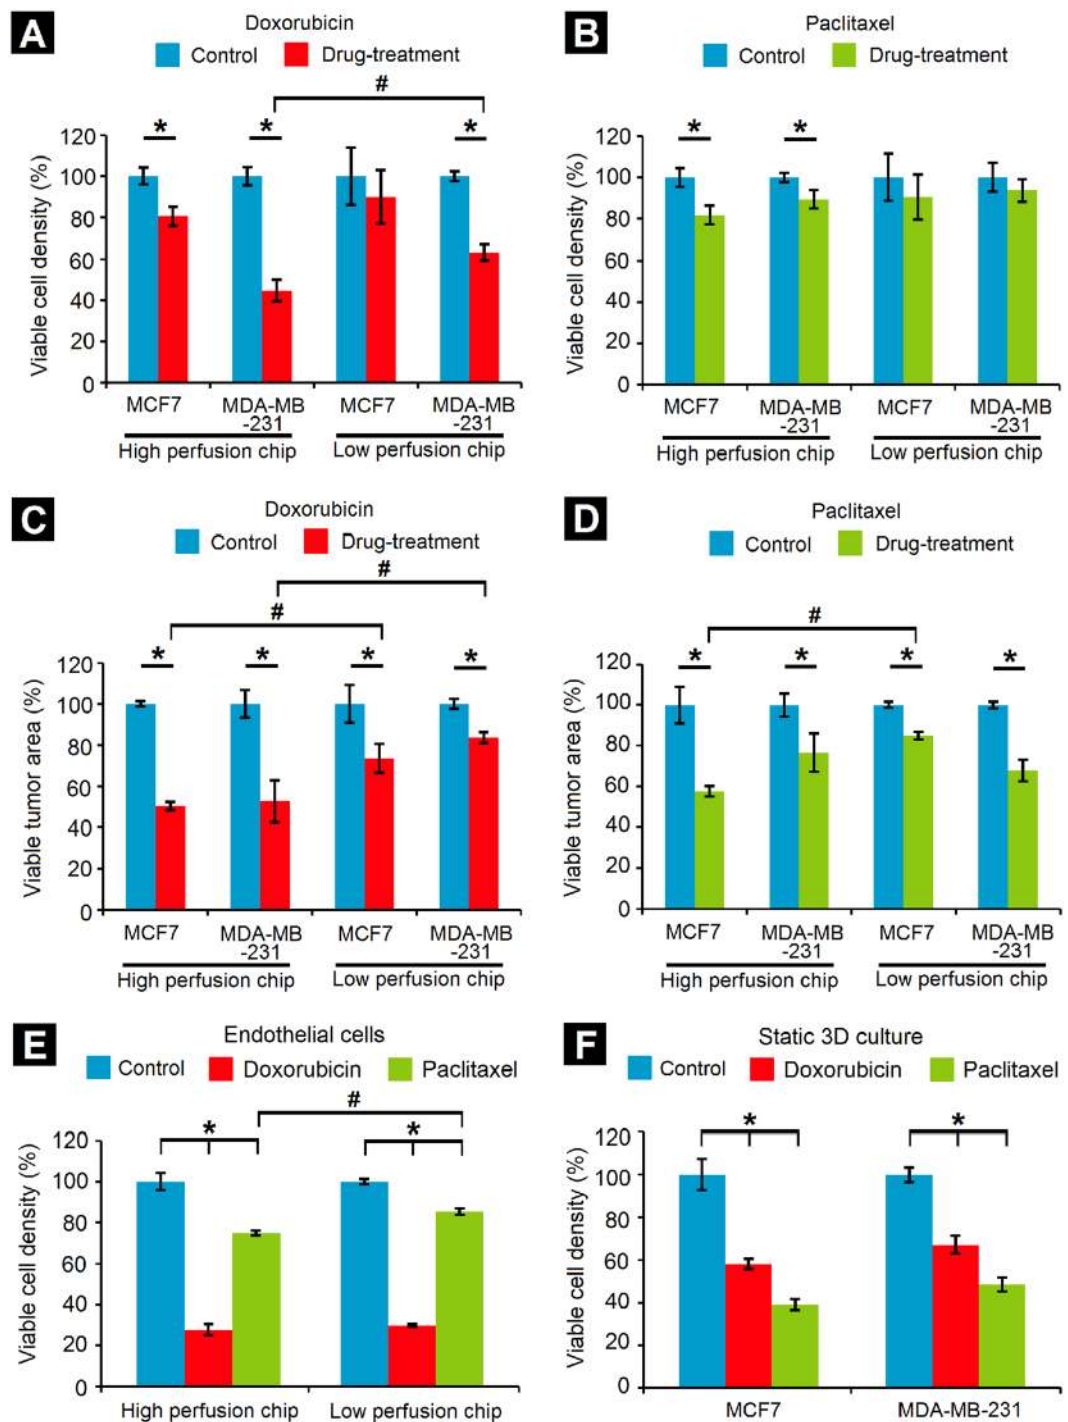 A
Doxorubicin
Control Drug-treatment
#
* * *
Viable cell density (%)
120
100
80
60
40
20
0
MCF7 MDA-MB -231 MCF7 MDA-MB -231
High perfusion chip Low perfusion chip
B
Paclitaxel
Control Drug-treatment
* *
Viable cell density (%)
120
100
80
60
40
20
0
MCF7 MDA-MB -231 MCF7 MDA-MB -231
High perfusion chip Low perfusion chip
C
Doxorubicin
Control Drug-treatment
#
#
* * * *
Viable tumor area (%)
120
100
80
60
40
20
0
MCF7 MDA-MB -231 MCF7 MDA-MB -231
High perfusion chip Low perfusion chip
D
Paclitaxel
Control Drug-treatment
#
* * * *
Viable tumor area (%)
120
100
80
60
40
20
0
MCF7 MDA-MB -231 MCF7 MDA-MB -231
High perfusion chip Low perfusion chip
E
Endothelial cells
Control Doxorubicin Paclitaxel
#
* *
Viable cell density (%)
120
100
80
60
40
20
0
High perfusion chip Low perfusion chip
F
Static 3D culture
Control Doxorubicin Paclitaxel
* *
Viable cell density (%)
120
100
80
60
40
20
0
MCF7 MDA-MB-231